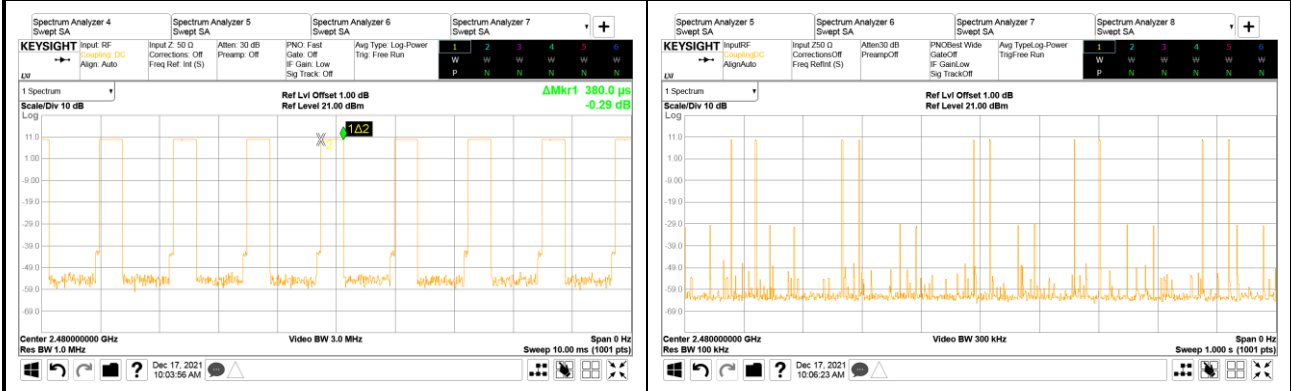 Spectrum Analyzer 4
Swept SA
Spectrum Analyzer 5
Swept SA
Spectrum Analyzer 6
Swept SA
Spectrum Analyzer 7
Swept SA
+
KEYSIGHT
Input: RF
Coupling: DC
Align: Auto
Input Z: 50 Ω
Corrections: Off
Freq Ref: Int (S)
Atten: 30 dB
Preamp: Off
PNO: Fast
Gate: Off
IF Gain: Low
Sig Track: Off
Avg Type: Log-Power
Trig: Free Run
1 2 3 4 5 6
W W W W W W
P N N N N N
LXI
1 Spectrum
Scale/Div 10 dB
Log
Ref Lvl Offset 1.00 dB
Ref Level 21.00 dBm
ΔMkr1 380.0 µs
-0.29 dB
1Δ2
X2
11.0
1.00
-9.00
-19.0
-29.0
-39.0
-49.0
-59.0
-69.0
Center 2.480000000 GHz
Res BW 1.0 MHz
Video BW 3.0 MHz
Span 0 Hz
Sweep 10.00 ms (1001 pts)
?
Dec 17, 2021
10:03:56 AM
Spectrum Analyzer 5
Swept SA
Spectrum Analyzer 6
Swept SA
Spectrum Analyzer 7
Swept SA
Spectrum Analyzer 8
Swept SA
+
KEYSIGHT
InputRF
CouplingDC
AlignAuto
Input Z50 Ω
CorrectionsOff
Freq RefInt (S)
Atten30 dB
PreampOff
PNOBest Wide
GateOff
IF GainLow
Sig TrackOff
Avg TypeLog-Power
TrigFree Run
1 2 3 4 5 6
W W W W W W
P N N N N N
LXI
1 Spectrum
Scale/Div 10 dB
Log
Ref Lvl Offset 1.00 dB
Ref Level 21.00 dBm
11.0
1.00
-9.00
-19.0
-29.0
-39.0
-49.0
-59.0
-69.0
Center 2.480000000 GHz
Res BW 100 kHz
Video BW 300 kHz
Span 0 Hz
Sweep 1.000 s (1001 pts)
?
Dec 17, 2021
10:06:23 AM